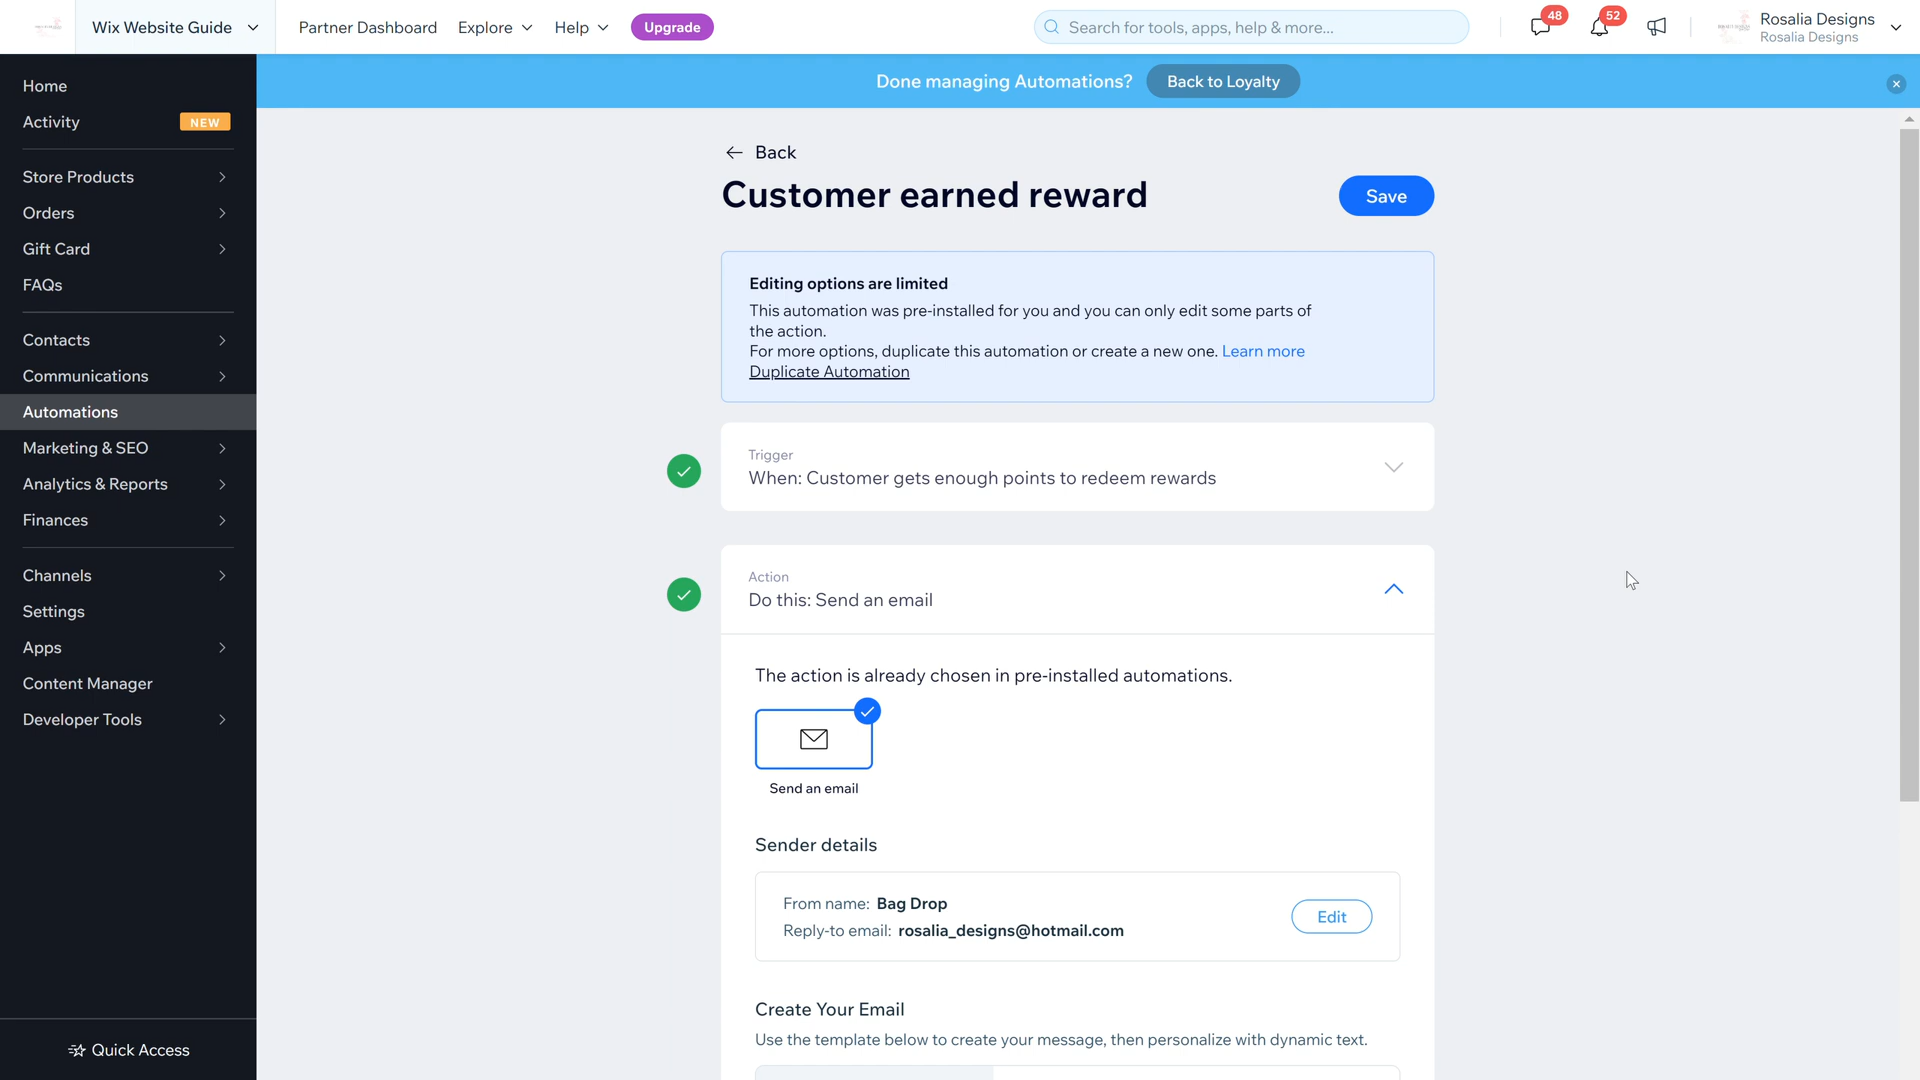 Wix Website Guide
Partner Dashboard
Explore
Help
Upgrade
Search for tools, apps, help & more...
48
52
Rosalia Designs
Rosalia Designs
Done managing Automations?
Back to Loyalty
Home
Activity
NEW
Store Products
Orders
Gift Card
FAQs
Contacts
Communications
Automations
Marketing & SEO
Analytics & Reports
Finances
Channels
Settings
Apps
Content Manager
Developer Tools
Quick Access
Back
Customer earned reward
Save
Editing options are limited
This automation was pre-installed for you and you can only edit some parts of
the action.
For more options, duplicate this automation or create a new one. Learn more
Duplicate Automation
Trigger
When: Customer gets enough points to redeem rewards
Action
Do this: Send an email
The action is already chosen in pre-installed automations.
Send an email
Sender details
From name: Bag Drop
Reply-to email: rosalia_designs@hotmail.com
Edit
Create Your Email
Use the template below to create your message, then personalize with dynamic text.